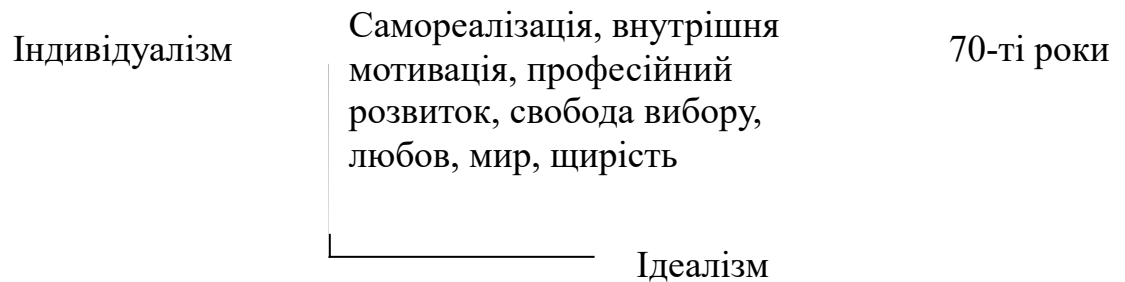 Індивідуалізм
Самореалізація, внутрішня
мотивація, професійний
розвиток, свобода вибору,
любов, мир, щирість
70-ті роки
Ідеалізм